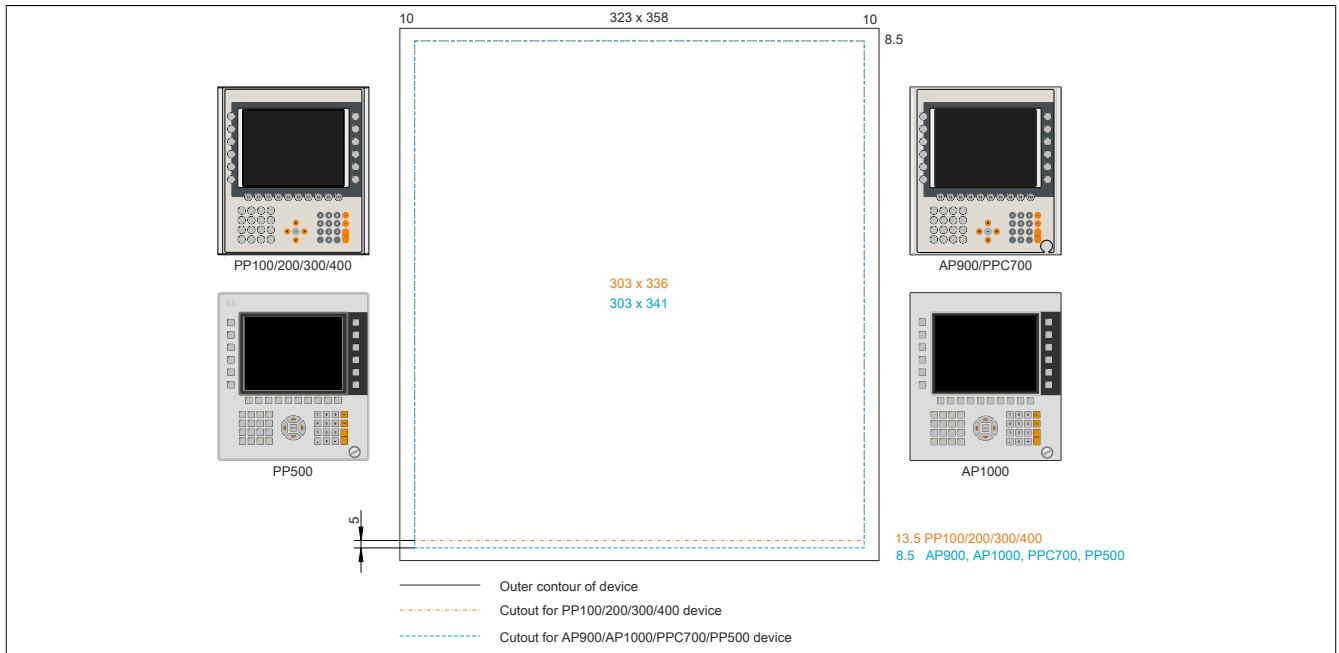 10 323 x 358 10
8.5
PP100/200/300/400
AP900/PPC700
303 x 336
303 x 341
PP500
AP1000
5
13.5 PP100/200/300/400
8.5 AP900, AP1000, PPC700, PP500
Outer contour of device
Cutout for PP100/200/300/400 device
Cutout for AP900/AP1000/PPC700/PP500 device